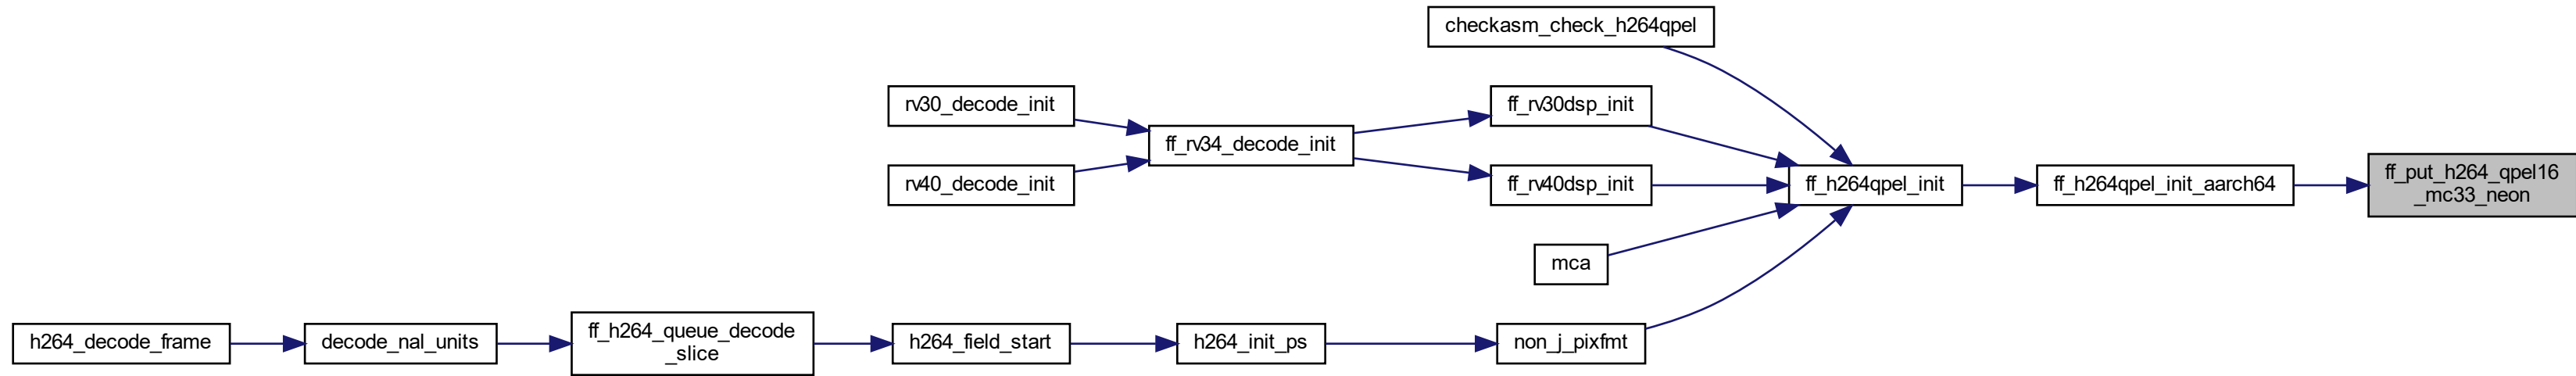 checkasm_check_h264qpel
rv30_decode_init
ff_rv30dsp_init
ff_rv34_decode_init
rv40_decode_init
ff_rv40dsp_init
ff_h264qpel_init
ff_h264qpel_init_aarch64
ff_put_h264_qpel16
_mc33_neon
mca
h264_decode_frame
decode_nal_units
ff_h264_queue_decode
_slice
h264_field_start
h264_init_ps
non_j_pixfmt